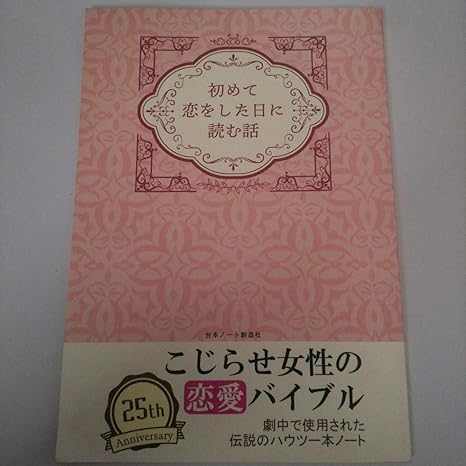 初めて
恋をした日に
読む話
台本ノート創造社
こじらせ女性の
恋愛バイブル
25th
Anniversary
劇中で使用された
伝説のハウツー本ノート